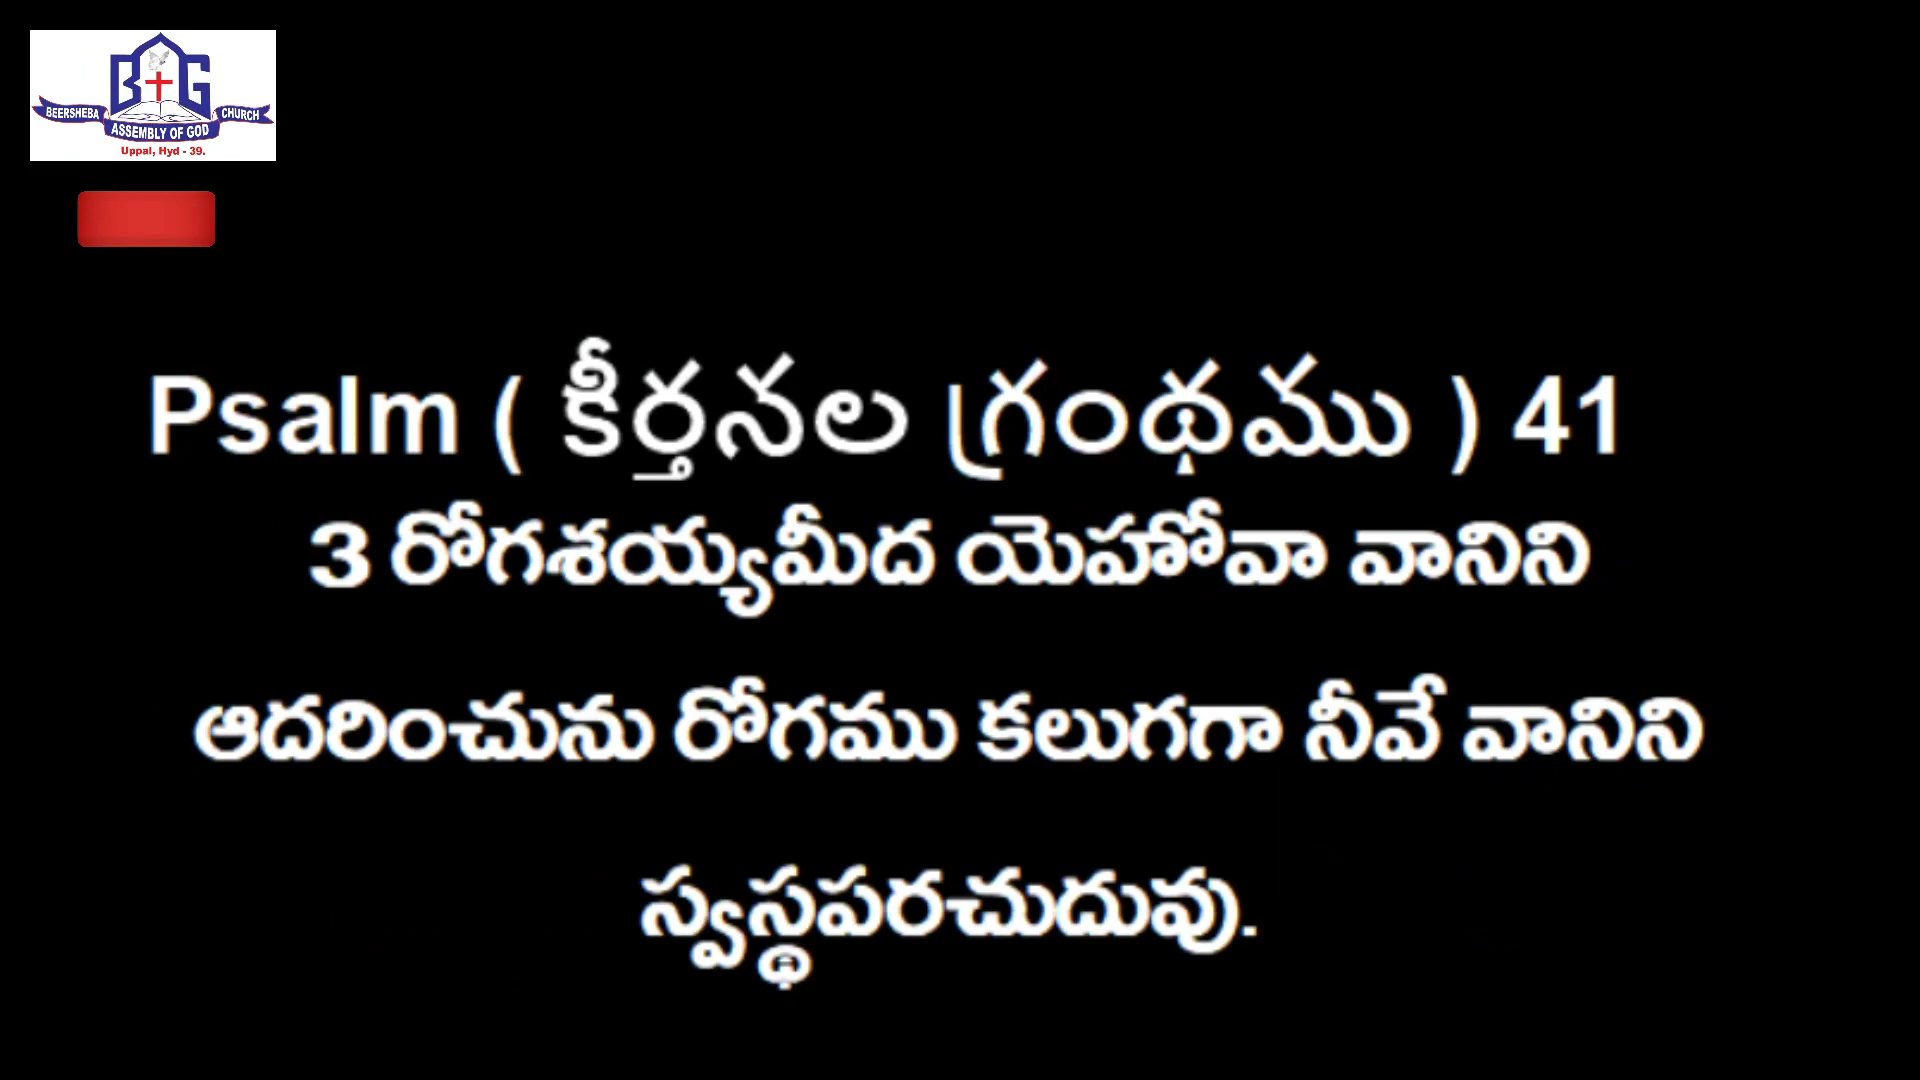 B G
BEERSHEBA CHURCH
ASSEMBLY OF GOD
Uppal, Hyd - 39.
Psalm ( కీర్తనల గ్రంథము ) 41
3 రోగశయ్యమీద యెహోవా వానిని
ఆదరించును రోగము కలుగగా నీవే వానిని
స్వస్థపరచుదువు.